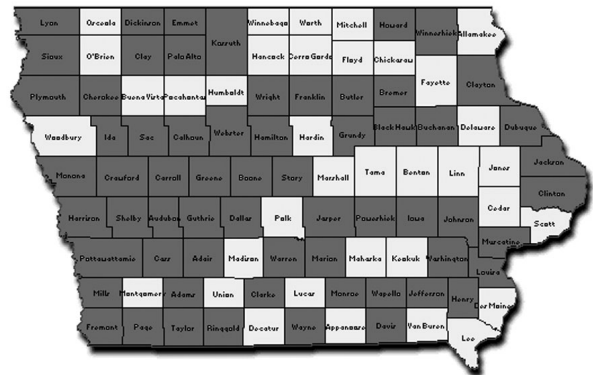 Lyon Osceola Dickinson Emmet Winnebago Worth Mitchell Howard Winneshiek Allamakee
Kossuth
Sioux O'Brien Clay Palo Alto Hancock Cerro Gordo Floyd Chickasaw
Fayette Clayton
Plymouth Cherokee Buena Vista Pocahontas Humboldt Wright Franklin Butler Bremer
Woodbury Ida Sac Calhoun Webster Hamilton Hardin Grundy Black Hawk Buchanan Delaware Dubuque
Monona Crawford Carroll Greene Boone Story Marshall Tama Benton Linn Jones Jackson
Clinton
Harrison Shelby Audubon Guthrie Dallas Polk Jasper Poweshiek Iowa Johnson Cedar Scott
Muscatine
Pottawattamie Cass Adair Madison Warren Marion Mahaska Keokuk Washington
Louisa
Mills Montgomery Adams Union Clarke Lucas Monroe Wapello Jefferson Henry Des Moines
Fremont Page Taylor Ringgold Decatur Wayne Appanoose Davis Van Buren Lee